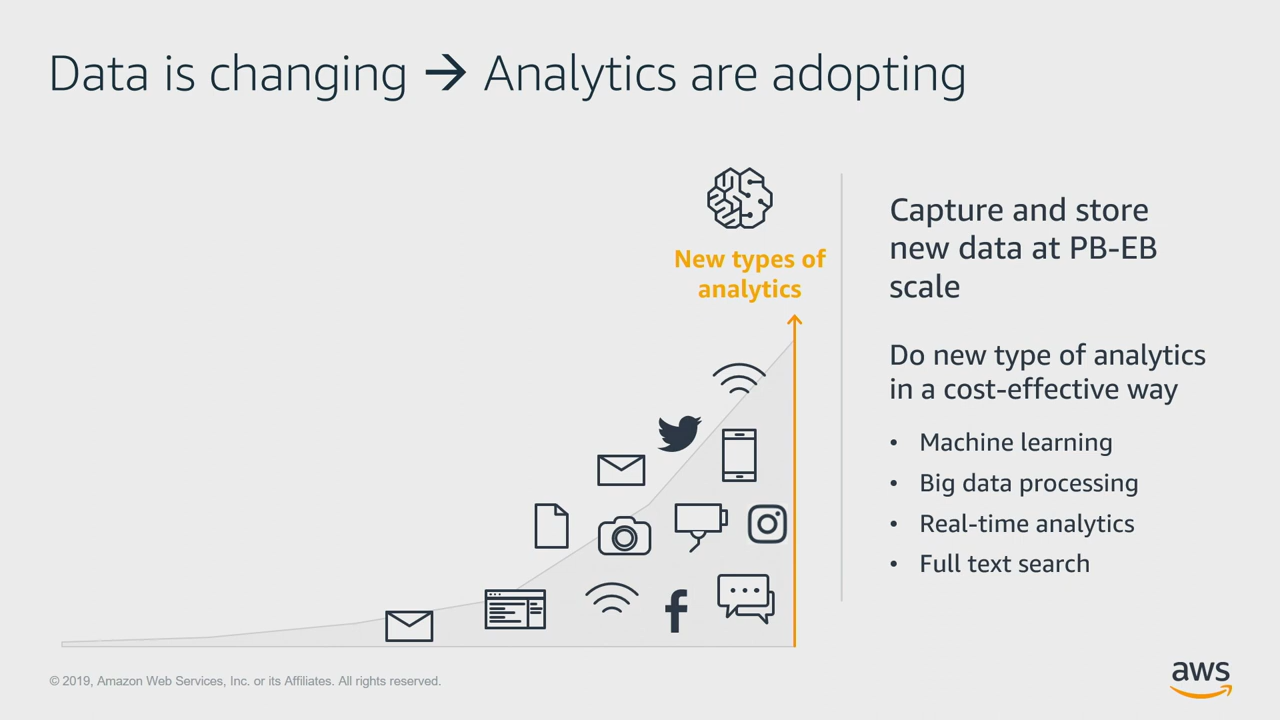 Data is changing → Analytics are adopting
New types of
analytics
Capture and store
new data at PB-EB
scale
Do new type of analytics
in a cost-effective way
• Machine learning
• Big data processing
• Real-time analytics
• Full text search
© 2019, Amazon Web Services, Inc. or its Affiliates. All rights reserved.
aws